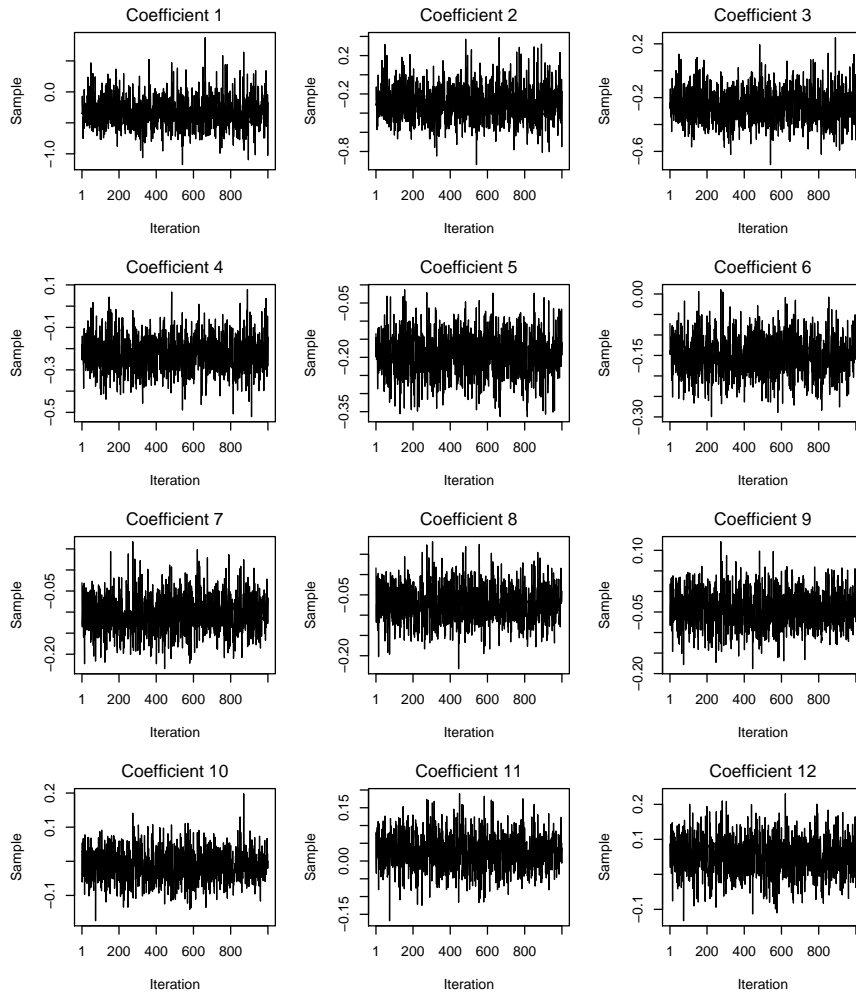 Coefficient 1
Sample
0.0
−1.0
1 200 400 600 800
Iteration
Coefficient 2
Sample
0.2
−0.2
−0.8
1 200 400 600 800
Iteration
Coefficient 3
Sample
0.2
−0.2
−0.6
1 200 400 600 800
Iteration
Coefficient 4
Sample
0.1
−0.1
−0.3
−0.5
1 200 400 600 800
Iteration
Coefficient 5
Sample
−0.05
−0.20
−0.35
1 200 400 600 800
Iteration
Coefficient 6
Sample
0.00
−0.15
−0.30
1 200 400 600 800
Iteration
Coefficient 7
Sample
−0.05
−0.20
1 200 400 600 800
Iteration
Coefficient 8
Sample
−0.05
−0.20
1 200 400 600 800
Iteration
Coefficient 9
Sample
0.10
−0.05
−0.20
1 200 400 600 800
Iteration
Coefficient 10
Sample
0.2
0.1
−0.1
1 200 400 600 800
Iteration
Coefficient 11
Sample
0.15
0.00
−0.15
1 200 400 600 800
Iteration
Coefficient 12
Sample
0.2
0.1
−0.1
1 200 400 600 800
Iteration